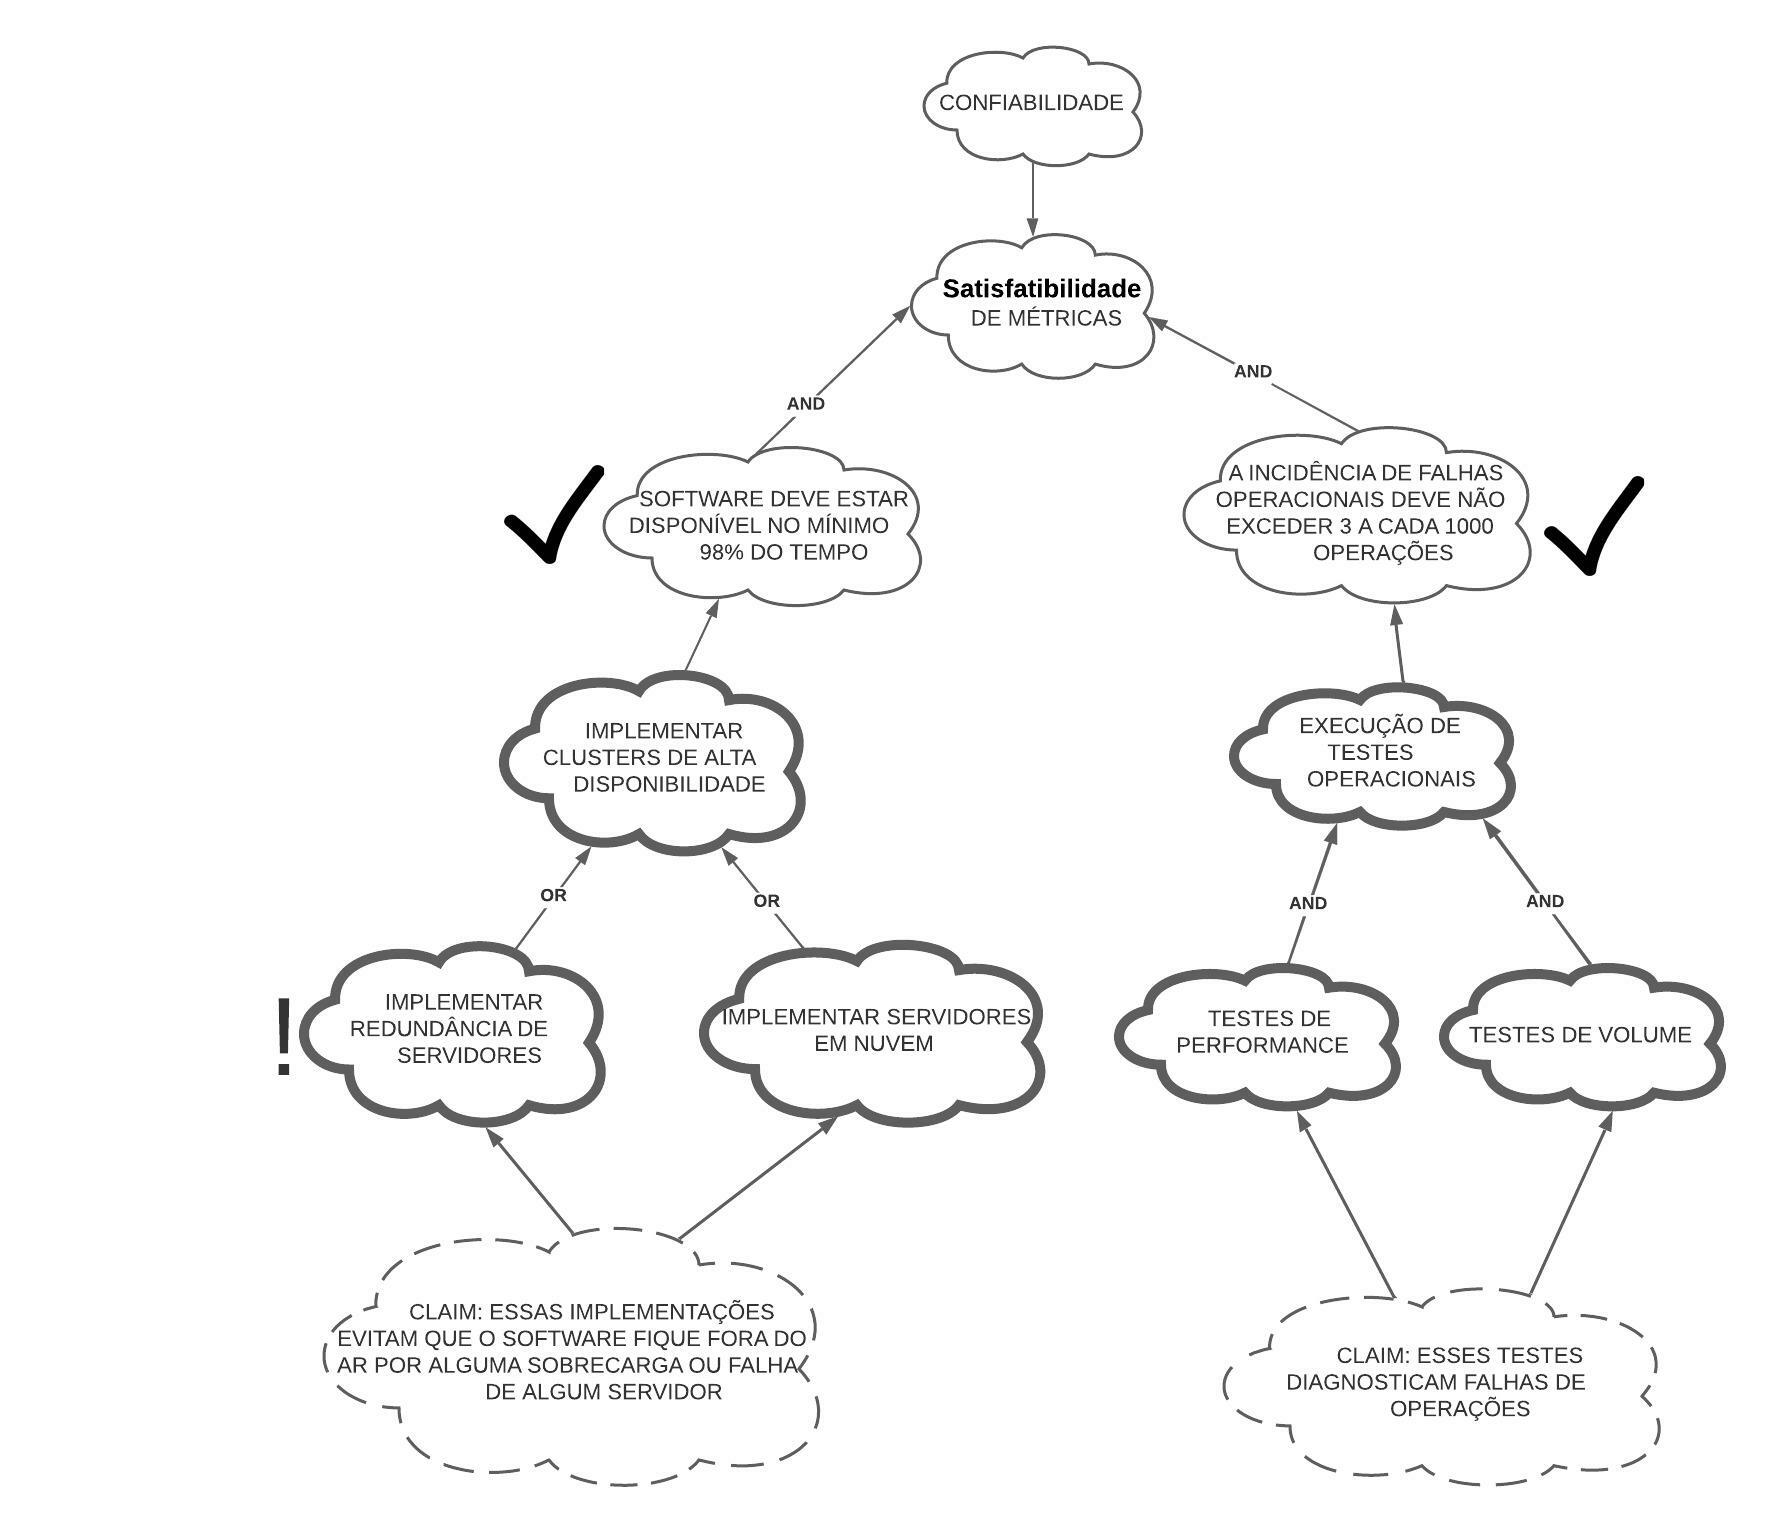 CONFIABILIDADE
Satisfatibilidade
DE MÉTRICAS
AND
AND
SOFTWARE DEVE ESTAR
DISPONÍVEL NO MÍNIMO
98% DO TEMPO
A INCIDÊNCIA DE FALHAS
OPERACIONAIS DEVE NÃO
EXCEDER 3 A CADA 1000
OPERAÇÕES
IMPLEMENTAR
CLUSTERS DE ALTA
DISPONIBILIDADE
EXECUÇÃO DE
TESTES
OPERACIONAIS
OR
OR
AND
AND
!
IMPLEMENTAR
REDUNDÂNCIA DE
SERVIDORES
IMPLEMENTAR SERVIDORES
EM NUVEM
TESTES DE
PERFORMANCE
TESTES DE VOLUME
CLAIM: ESSAS IMPLEMENTAÇÕES
EVITAM QUE O SOFTWARE FIQUE FORA DO
AR POR ALGUMA SOBRECARGA OU FALHA
DE ALGUM SERVIDOR
CLAIM: ESSES TESTES
DIAGNOSTICAM FALHAS DE
OPERAÇÕES